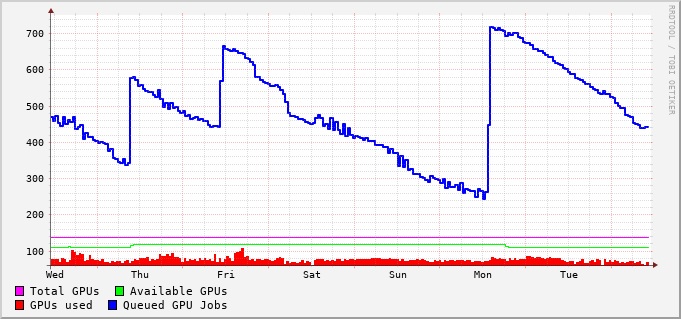 700
600
500
400
300
200
100
Wed Thu Fri Sat Sun Mon Tue
Total GPUs Available GPUs
GPUs used Queued GPU Jobs
RRDTOOL / TOBI OETIKER